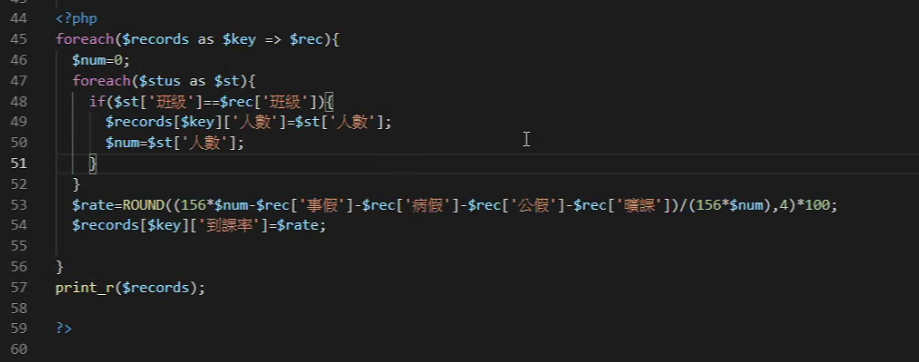 44 <?php
45 foreach($records as $key => $rec){
46 $num=0;
47 foreach($stus as $st){
48 if($st['班級']==$rec['班級']){
49 $records[$key]['人數']=$st['人數'];
50 $num=$st['人數'];
51 }
52 }
53 $rate=ROUND((156*$num-$rec['事假']-$rec['病假']-$rec['公假']-$rec['曠課'])/(156*$num),4)*100;
54 $records[$key]['到課率']=$rate;
55
56 }
57 print_r($records);
58
59 ?>
60